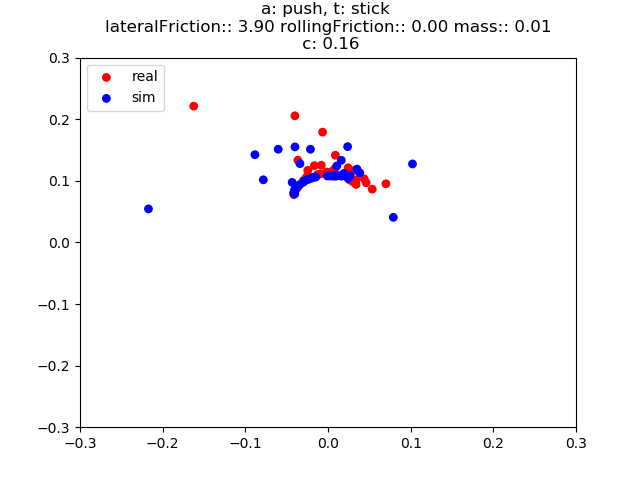 a: push, t: stick
lateralFriction:: 3.90 rollingFriction:: 0.00 mass:: 0.01
c: 0.16
real
sim
0.3
0.2
0.1
0.0
−0.1
−0.2
−0.3
−0.3 −0.2 −0.1 0.0 0.1 0.2 0.3